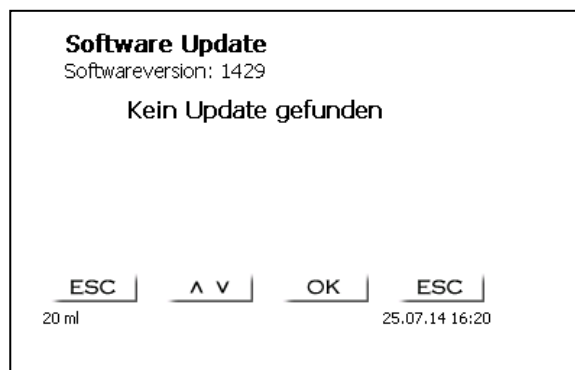 Software Update
Softwareversion: 1429
Kein Update gefunden
ESC ∧ ∨ OK ESC
20 ml 25.07.14 16:20